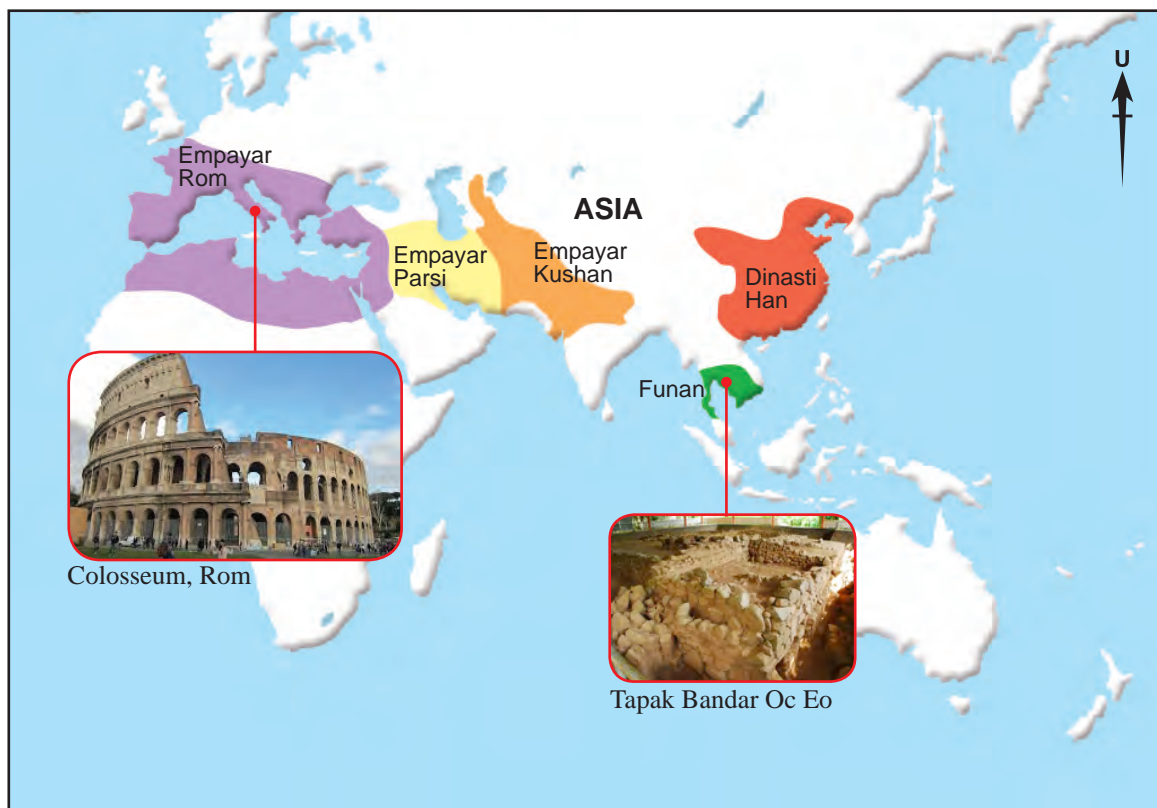 U
Empayar
Rom
ASIA
Empayar
Parsi
Empayar
Kushan
Dinasti
Han
Funan
Colosseum, Rom
Tapak Bandar Oc Eo